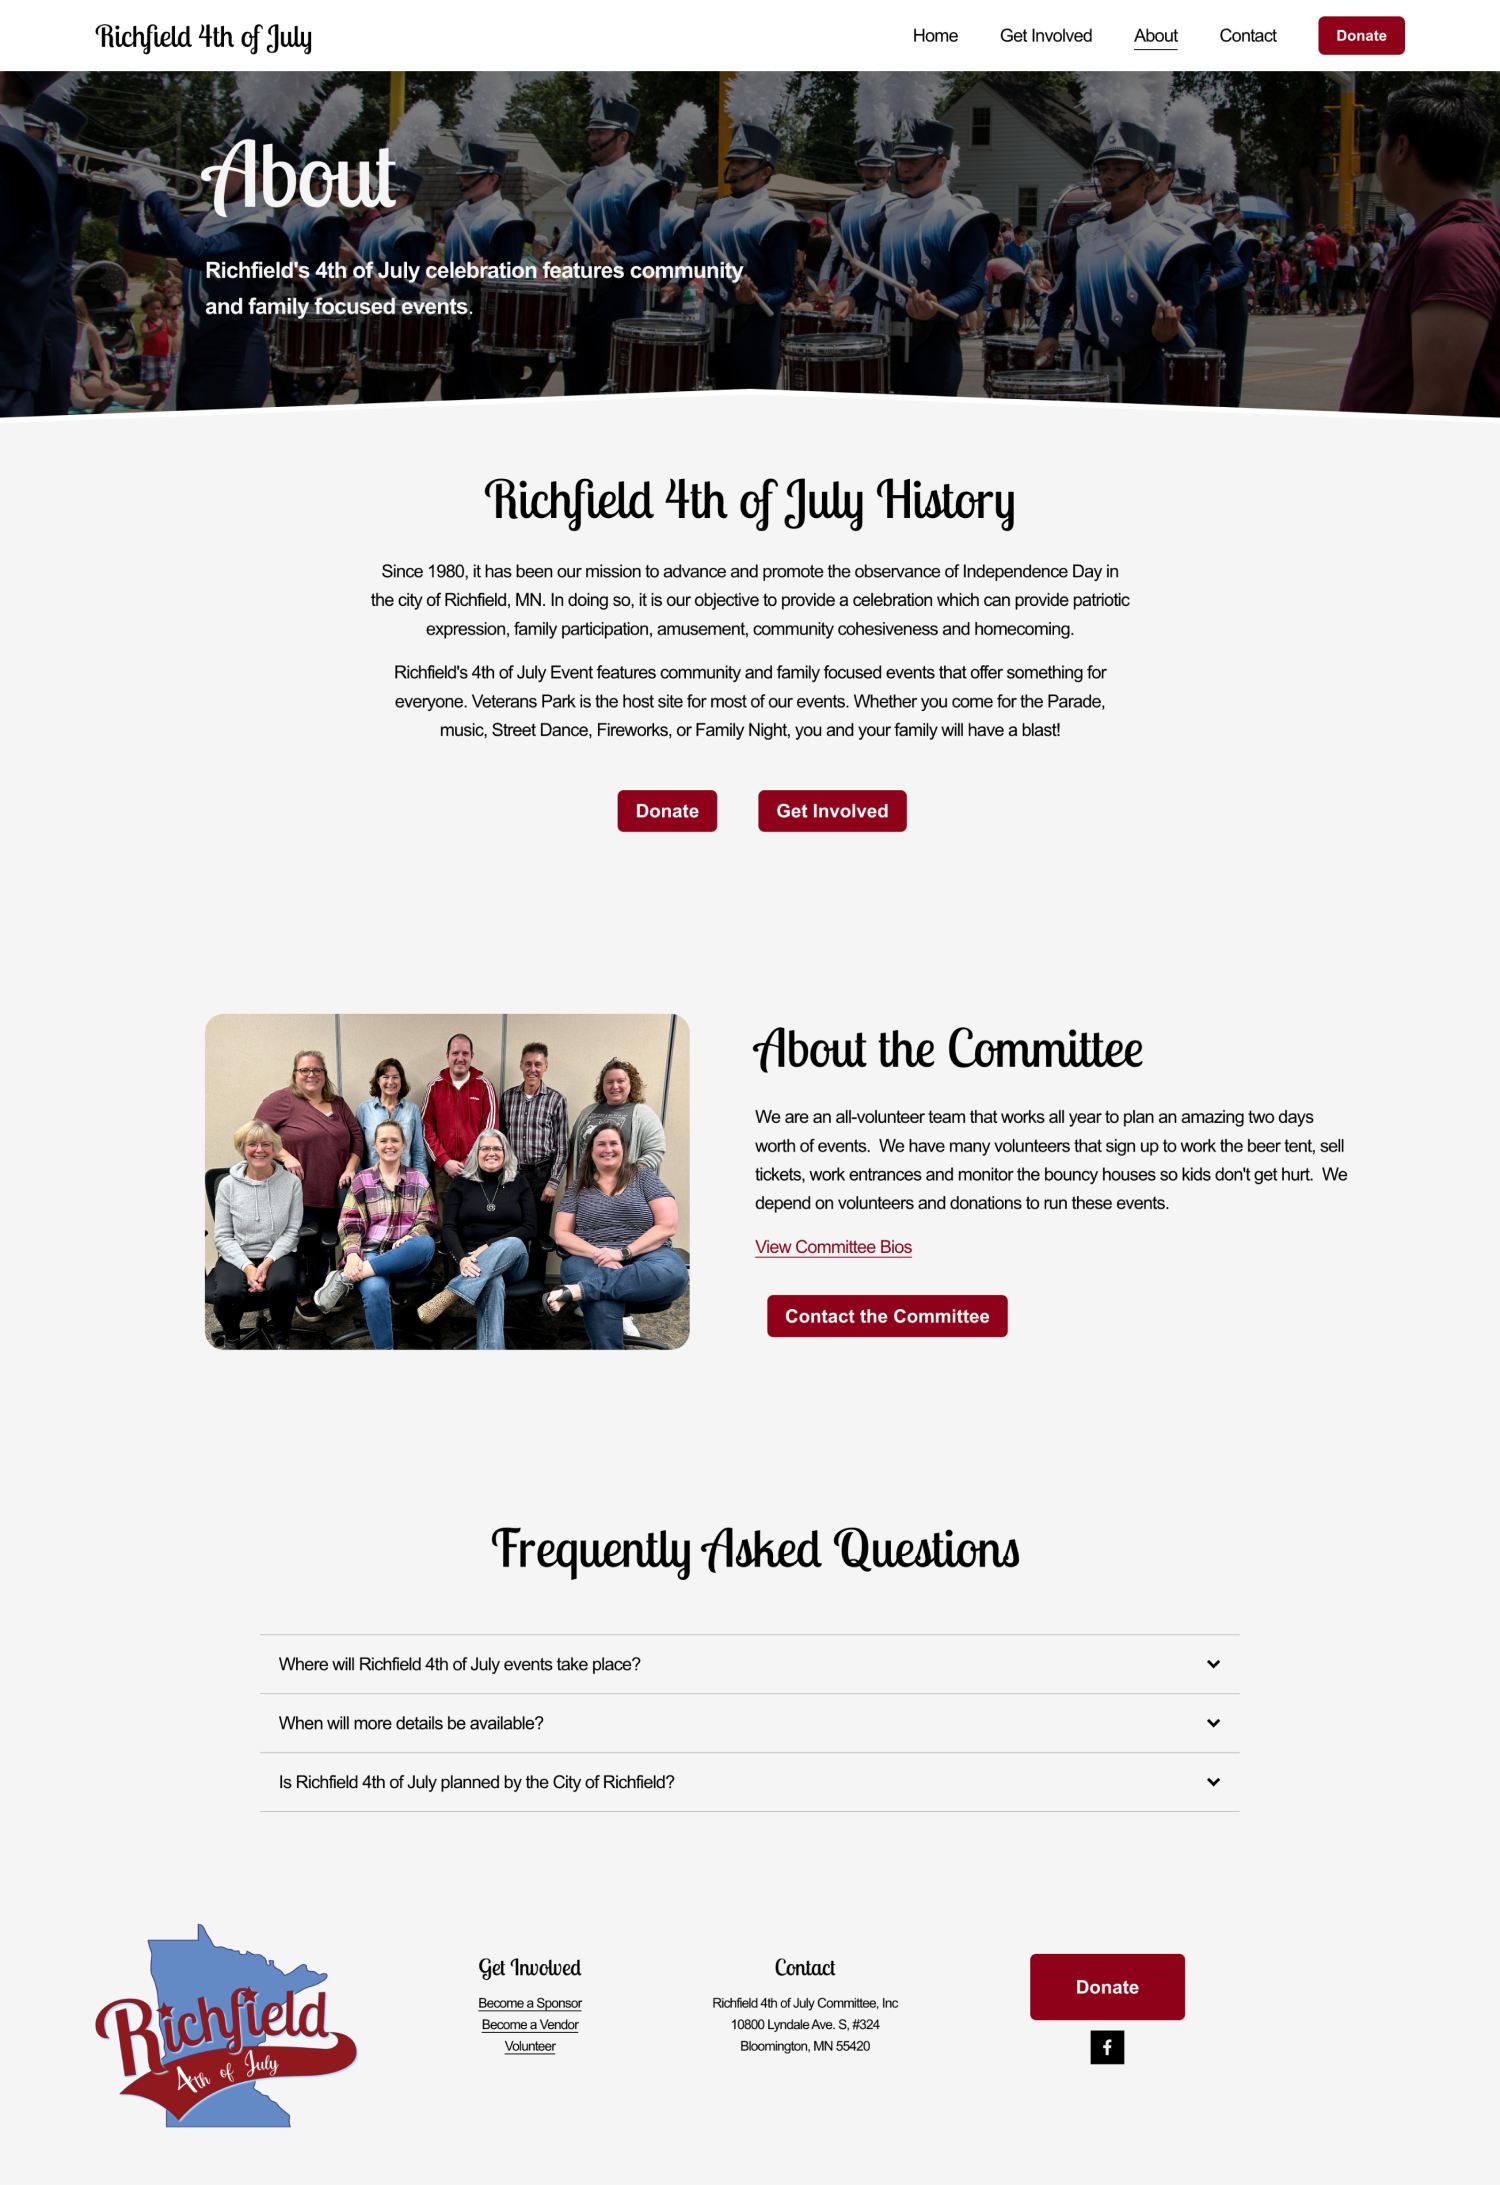 Richfield 4th of July
Home
Get Involved
About
Contact
Donate
About
Richfield's 4th of July celebration features community
and family focused events.
Richfield 4th of July History
Since 1980, it has been our mission to advance and promote the observance of Independence Day in
the city of Richfield, MN. In doing so, it is our objective to provide a celebration which can provide patriotic
expression, family participation, amusement, community cohesiveness and homecoming.
Richfield's 4th of July Event features community and family focused events that offer something for
everyone. Veterans Park is the host site for most of our events. Whether you come for the Parade,
music, Street Dance, Fireworks, or Family Night, you and your family will have a blast!
Donate
Get Involved
About the Committee
We are an all-volunteer team that works all year to plan an amazing two days
worth of events.  We have many volunteers that sign up to work the beer tent, sell
tickets, work entrances and monitor the bouncy houses so kids don't get hurt.  We
depend on volunteers and donations to run these events.
View Committee Bios
Contact the Committee
Frequently Asked Questions
Where will Richfield 4th of July events take place?
When will more details be available?
Is Richfield 4th of July planned by the City of Richfield?
Richfield
4th of July
Get Involved
Become a Sponsor
Become a Vendor
Volunteer
Contact
Richfield 4th of July Committee, Inc
10800 Lyndale Ave. S, #324
Bloomington, MN 55420
Donate